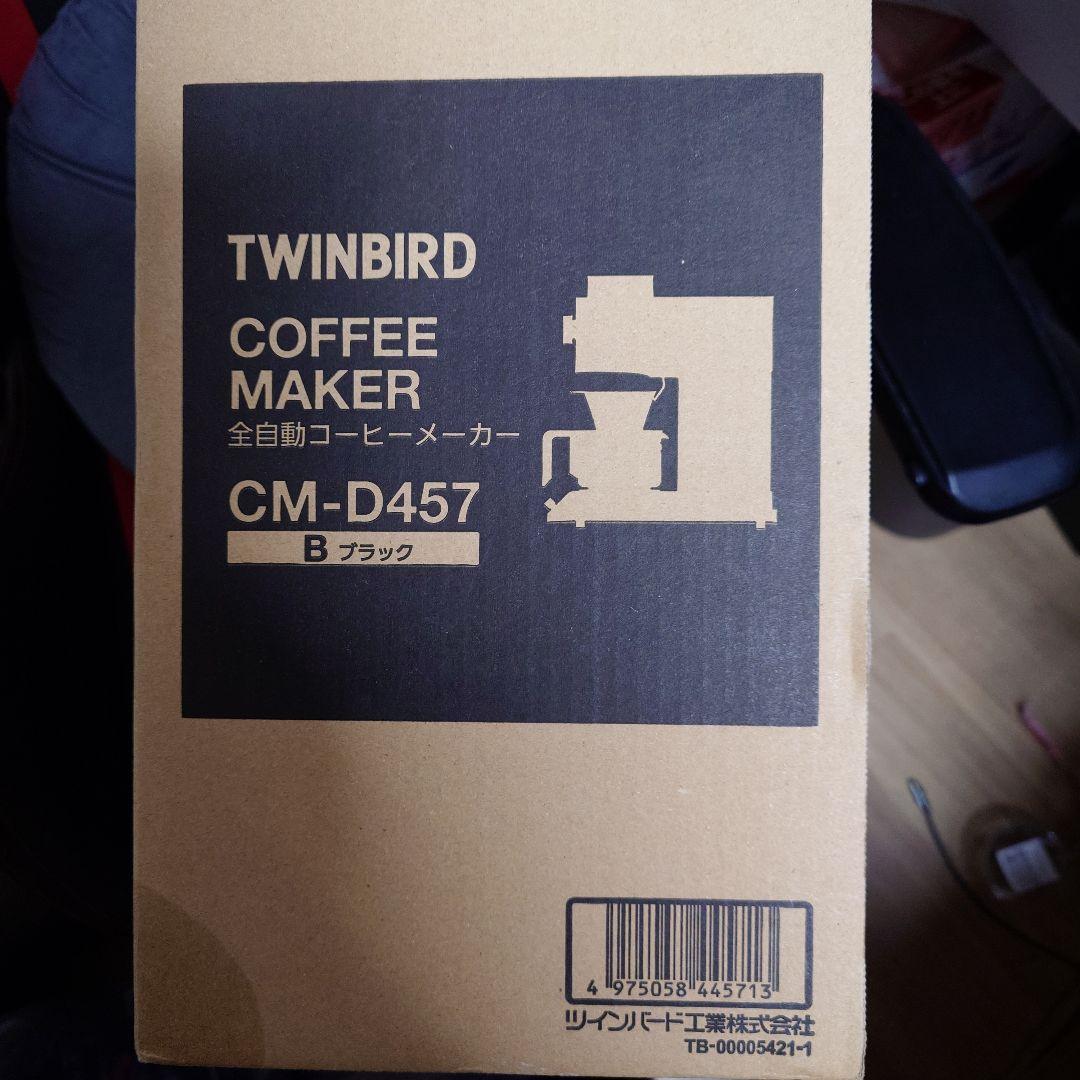 TWINBIRD
COFFEE
MAKER
全自動コーヒーメーカー
CM-D457
B ブラック
4 975058 445713
ツインバード工業株式会社
TB-00005421-1